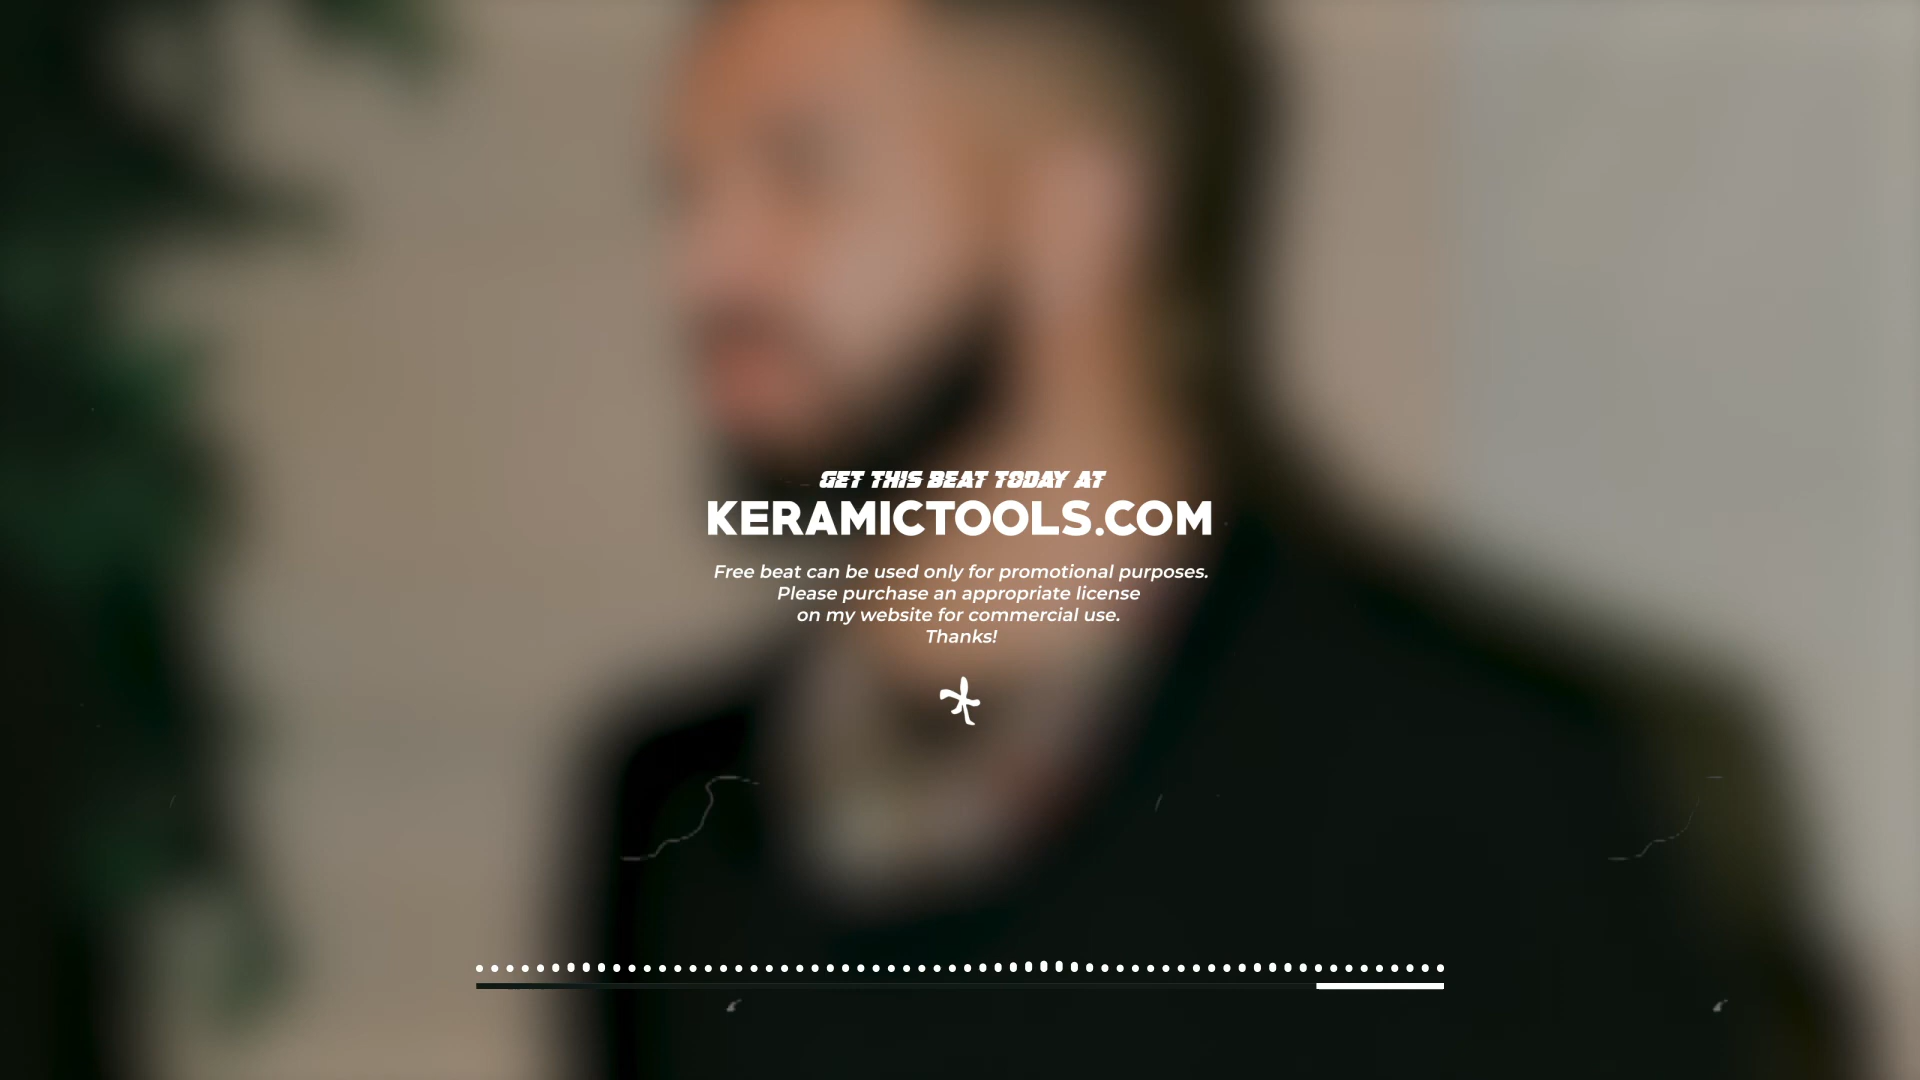 GET THIS BEAT TODAY AT
KERAMICTOOLS.COM
Free beat can be used only for promotional purposes.
Please purchase an appropriate license
on my website for commercial use.
Thanks!